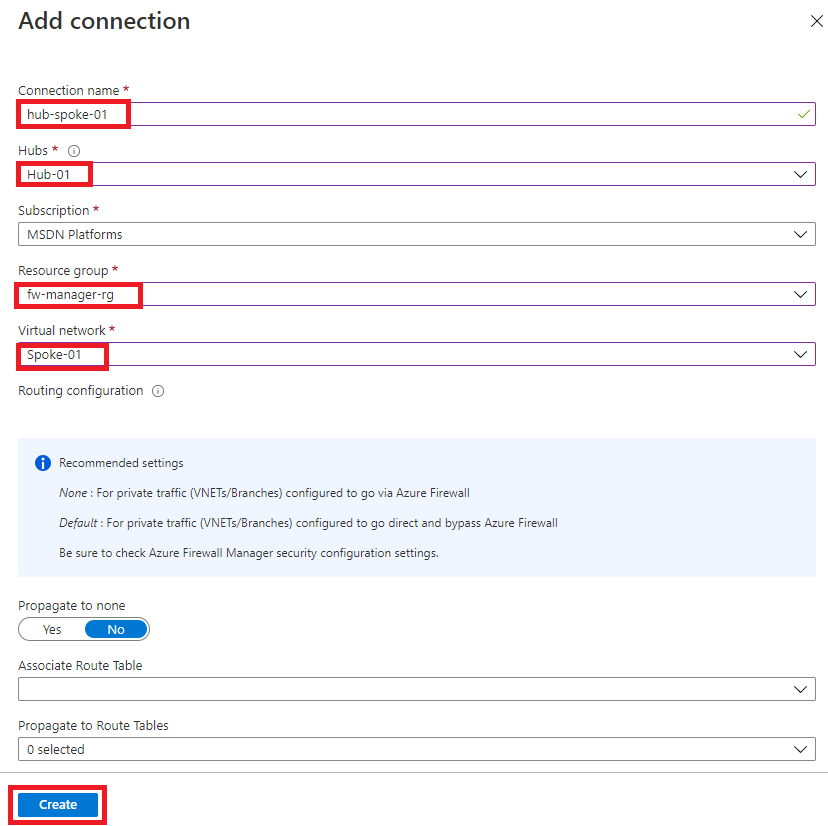 Add connection
Connection name *
hub-spoke-01
Hubs *
Hub-01
Subscription *
MSDN Platforms
Resource group *
fw-manager-rg
Virtual network *
Spoke-01
Routing configuration
Recommended settings
None : For private traffic (VNETs/Branches) configured to go via Azure Firewall
Default : For private traffic (VNETs/Branches) configured to go direct and bypass Azure Firewall
Be sure to check Azure Firewall Manager security configuration settings.
Propagate to none
Yes No
Associate Route Table
Propagate to Route Tables
0 selected
Create